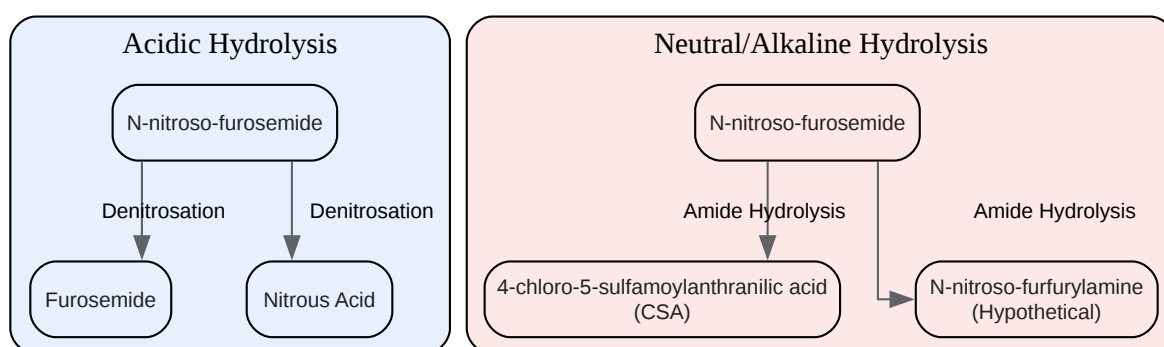 Acidic Hydrolysis
N-nitroso-furosemide
Denitrosation
Denitrosation
Furosemide
Nitrous Acid
Neutral/Alkaline Hydrolysis
N-nitroso-furosemide
Amide Hydrolysis
Amide Hydrolysis
4-chloro-5-sulfamoylanthranilic acid
(CSA)
N-nitroso-furfurylamine
(Hypothetical)